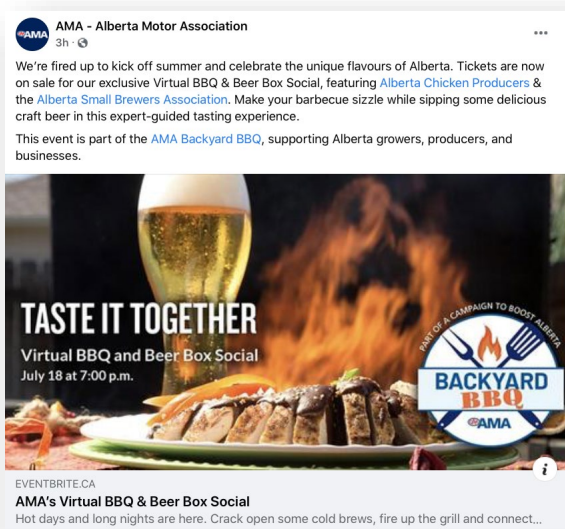 AMA
AMA - Alberta Motor Association
3h ·
We're fired up to kick off summer and celebrate the unique flavours of Alberta. Tickets are now
on sale for our exclusive Virtual BBQ & Beer Box Social, featuring Alberta Chicken Producers &
the Alberta Small Brewers Association. Make your barbecue sizzle while sipping some delicious
craft beer in this expert-guided tasting experience.
This event is part of the AMA Backyard BBQ, supporting Alberta growers, producers, and
businesses.
TASTE IT TOGETHER
Virtual BBQ and Beer Box Social
July 18 at 7:00 p.m.
PART OF A CAMPAIGN TO BOOST ALBERTA
BACKYARD
BBQ
AMA
i
EVENTBRITE.CA
AMA's Virtual BBQ & Beer Box Social
Hot days and long nights are here. Crack open some cold brews, fire up the grill and connect...